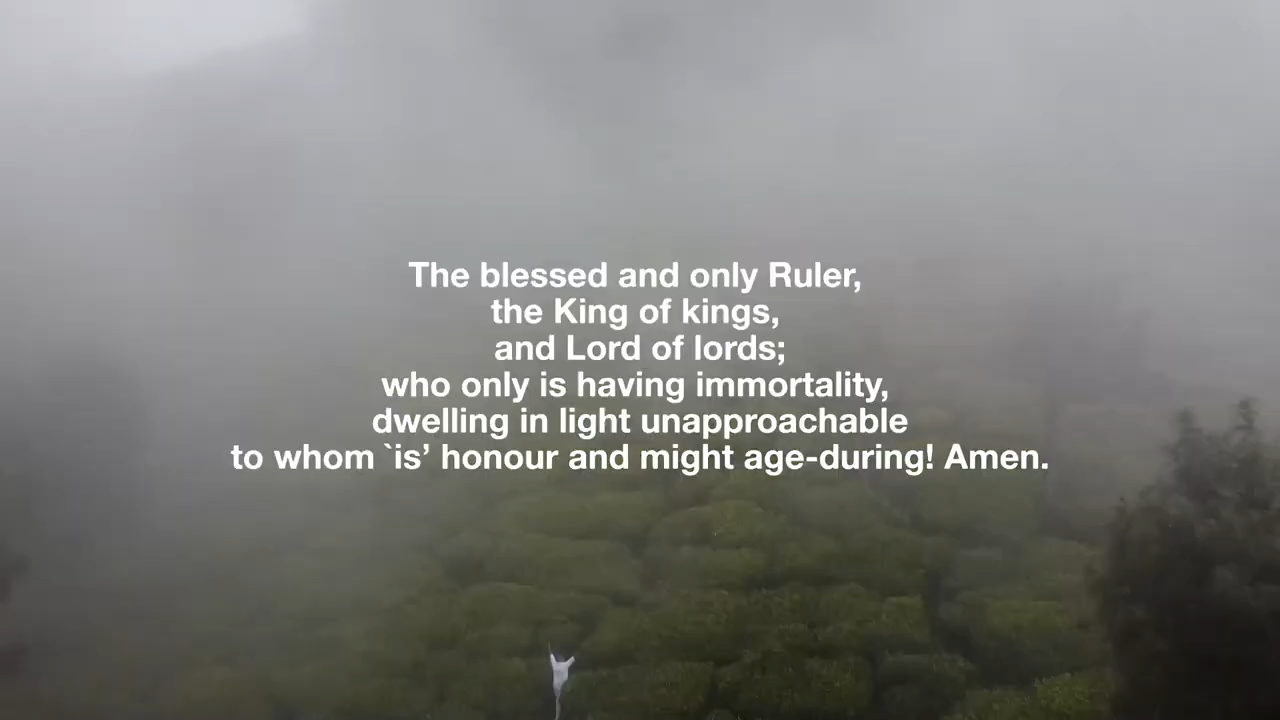 The blessed and only Ruler,
the King of kings,
and Lord of lords;
who only is having immortality,
dwelling in light unapproachable
to whom `is’ honour and might age-during! Amen.